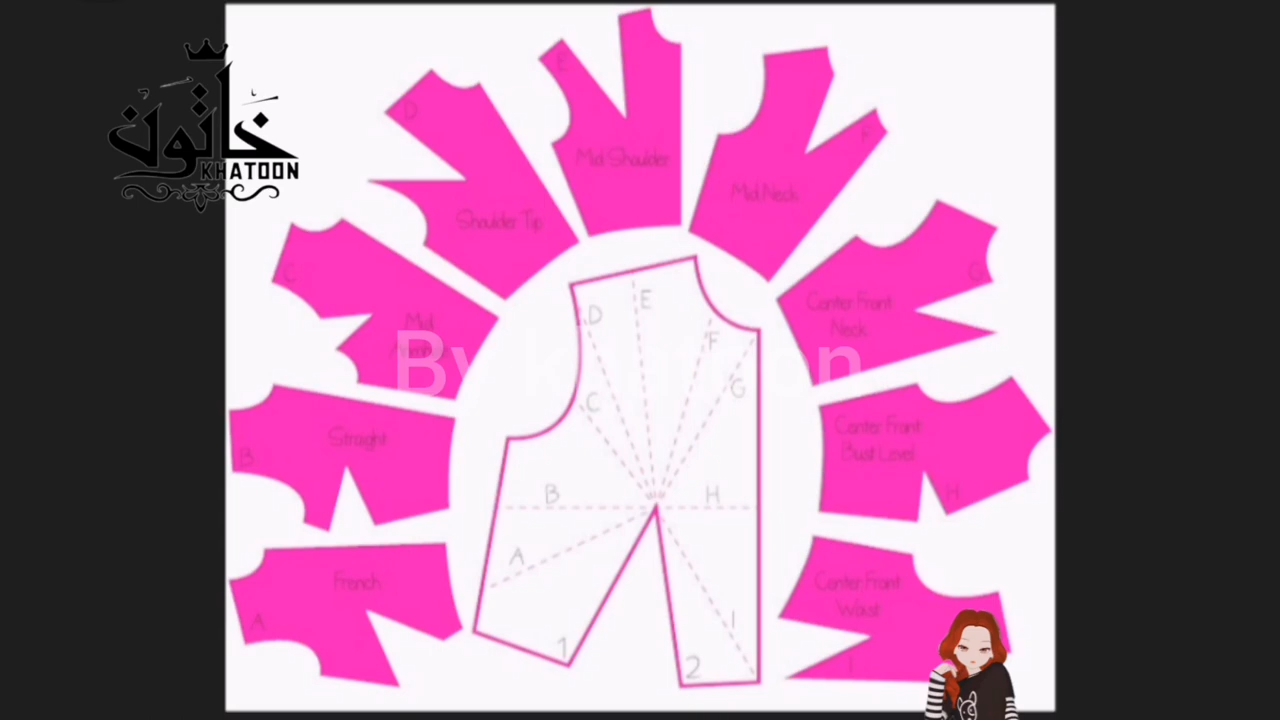 خاتون
KHATOON
D
Shoulder Tip
E
Mid Shoulder
Mid Neck
F
C
Mid
Center Front
Neck
G
B
Straight
Center Front
Bust Level
H
A
French
Center Front
Waist
I
D
E
F
G
C
B
H
A
I
1
2